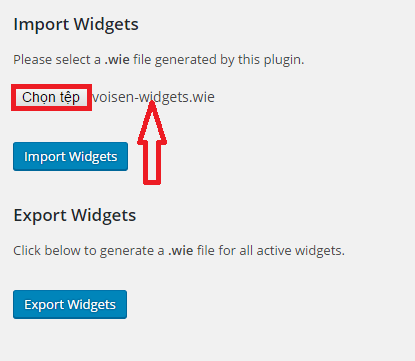 Import Widgets
Please select a .wie file generated by this plugin.
Chọn tệp voisen-widgets.wie
Import Widgets
Export Widgets
Click below to generate a .wie file for all active widgets.
Export Widgets